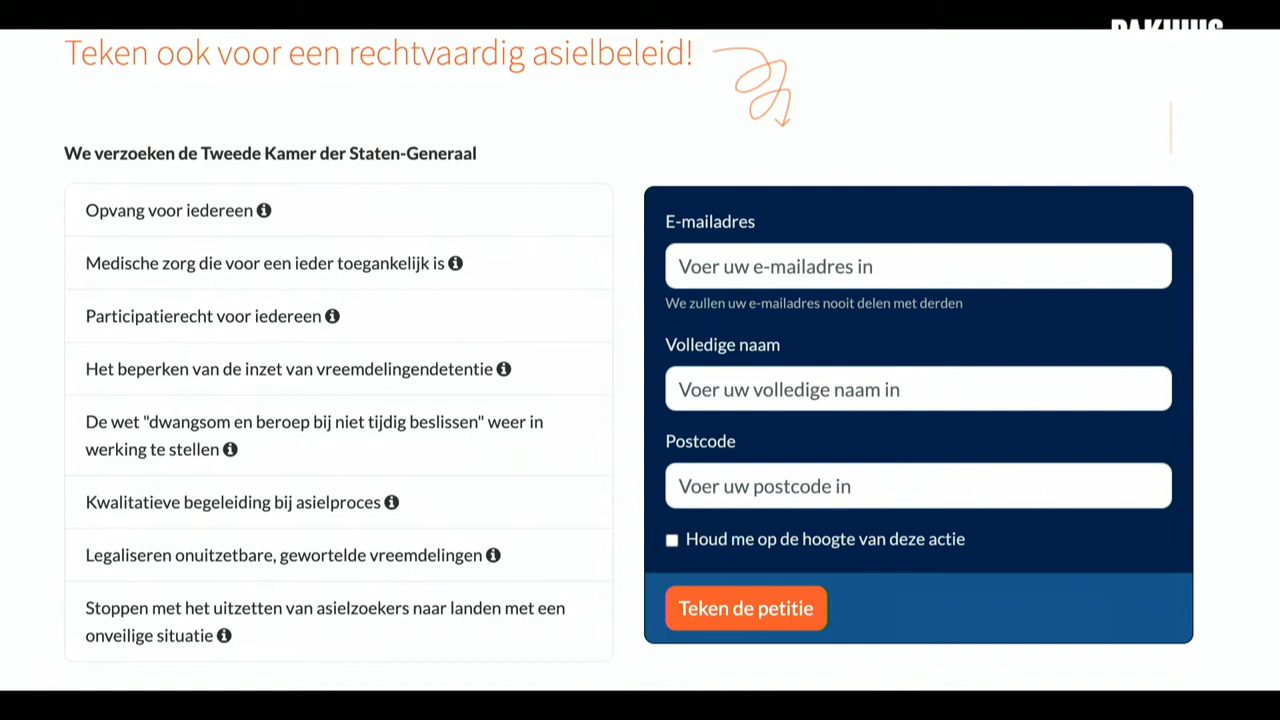 Teken ook voor een rechtvaardig asielbeleid!
We verzoeken de Tweede Kamer der Staten-Generaal
Opvang voor iedereen
Medische zorg die voor een ieder toegankelijk is
Participatierecht voor iedereen
Het beperken van de inzet van vreemdelingendetentie
De wet "dwangsom en beroep bij niet tijdig beslissen" weer in
werking te stellen
Kwalitatieve begeleiding bij asielproces
Legaliseren onuitzetbare, gewortelde vreemdelingen
Stoppen met het uitzetten van asielzoekers naar landen met een
onveilige situatie
E-mailadres
Voer uw e-mailadres in
We zullen uw e-mailadres nooit delen met derden
Volledige naam
Voer uw volledige naam in
Postcode
Voer uw postcode in
Houd me op de hoogte van deze actie
Teken de petitie